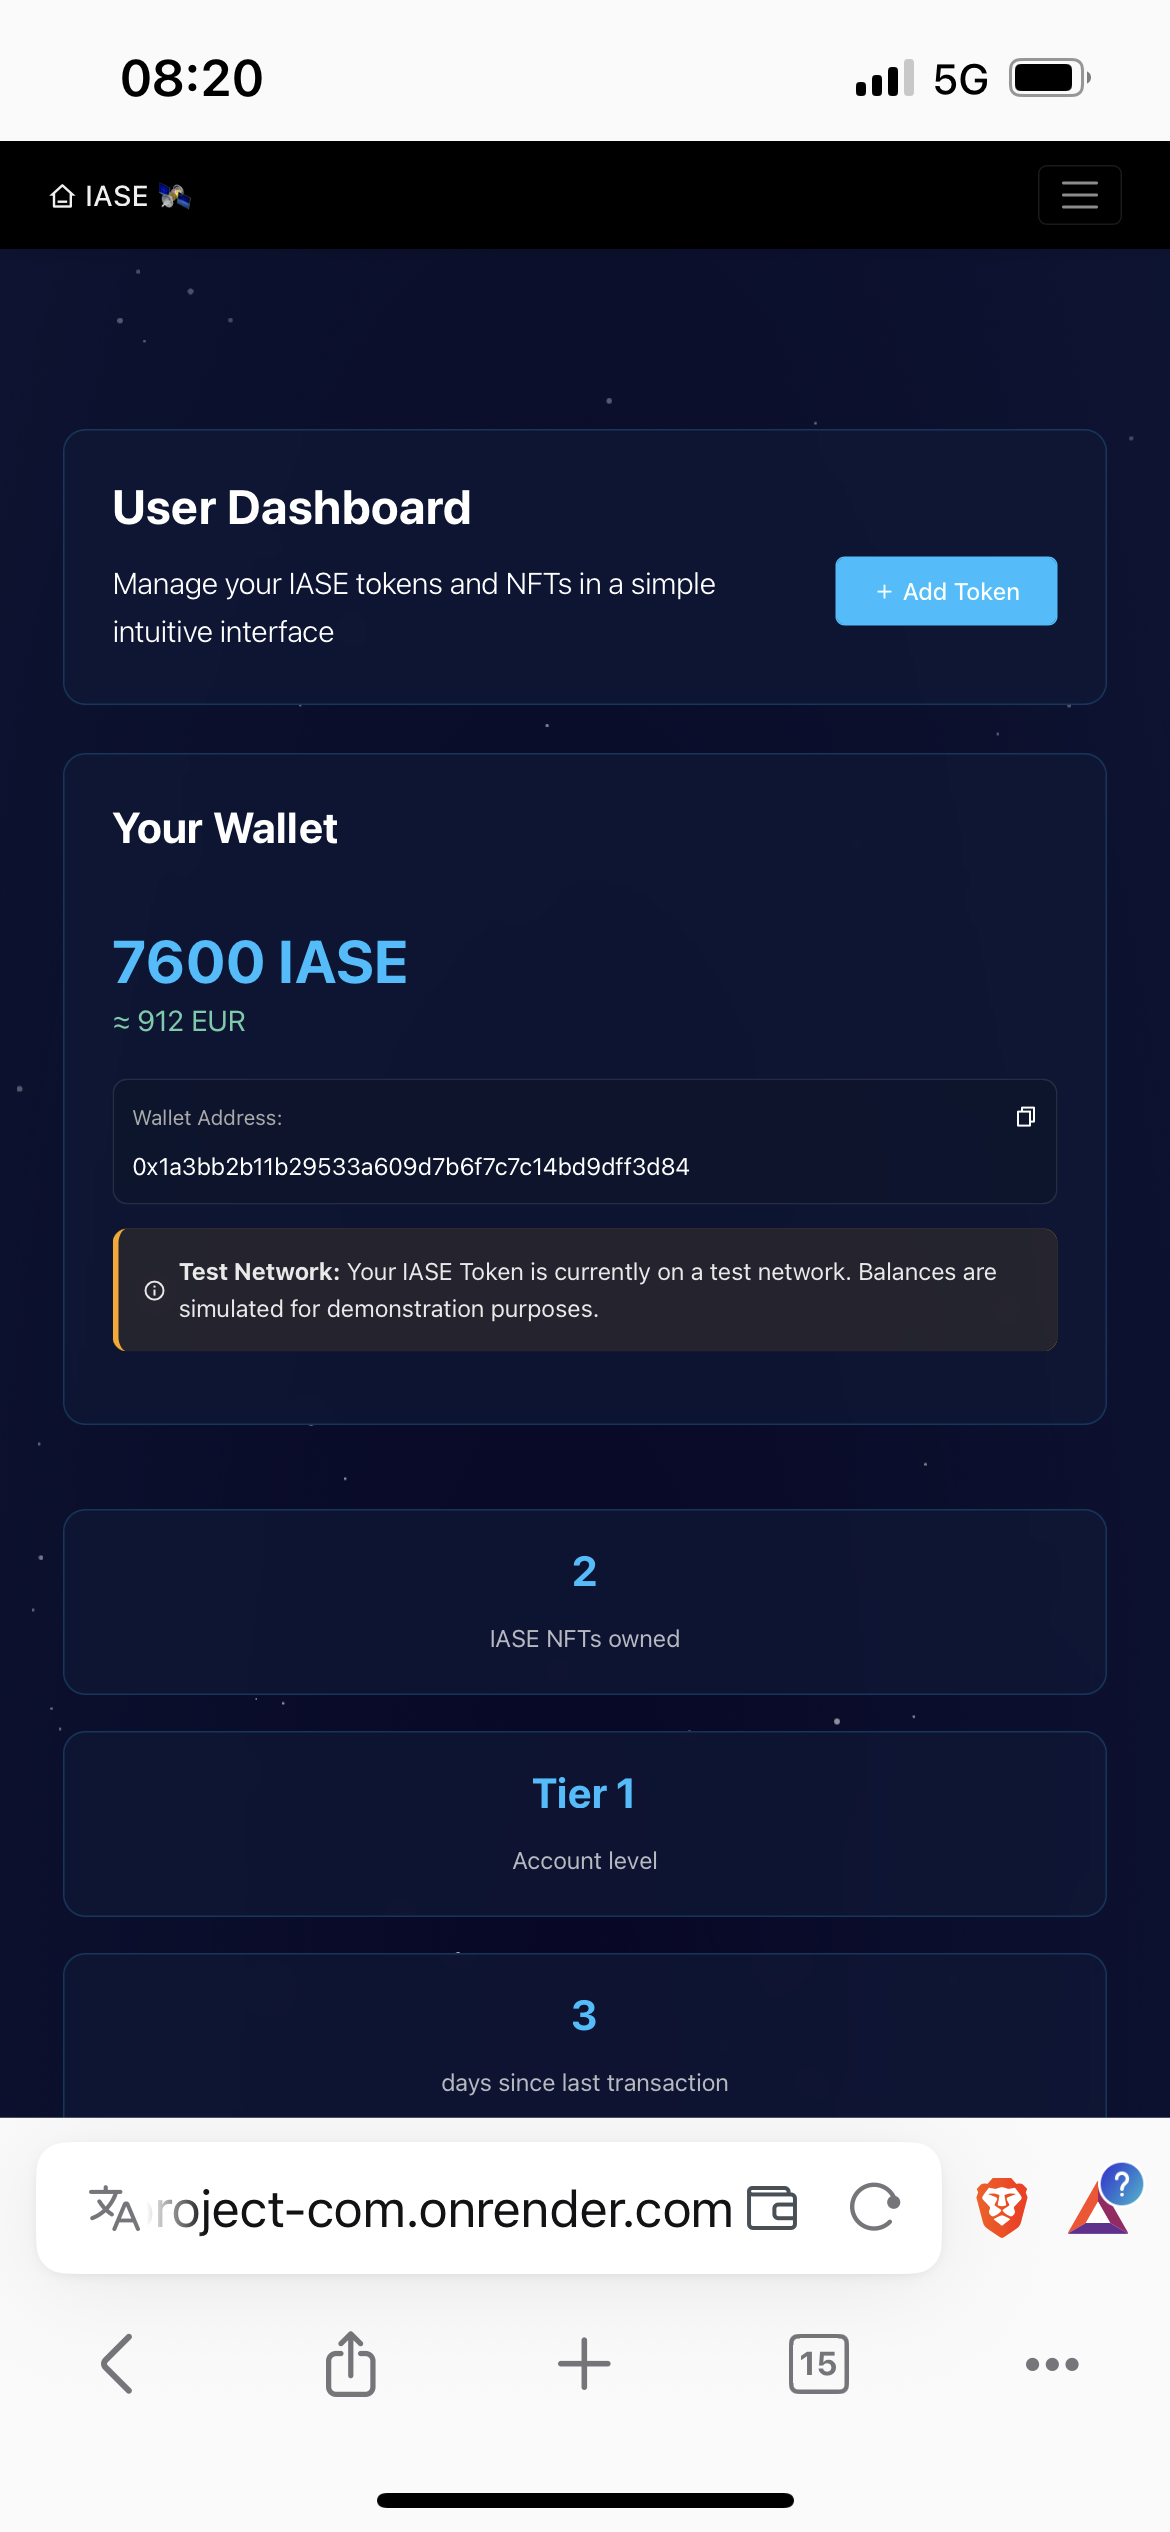 08:20
5G
IASE
User Dashboard
Manage your IASE tokens and NFTs in a simple
intuitive interface
+ Add Token
Your Wallet
7600 IASE
≈ 912 EUR
Wallet Address:
0x1a3bb2b11b29533a609d7b6f7c7c14bd9dff3d84
Test Network: Your IASE Token is currently on a test network. Balances are
simulated for demonstration purposes.
2
IASE NFTs owned
Tier 1
Account level
3
days since last transaction
roject-com.onrender.com
?
15